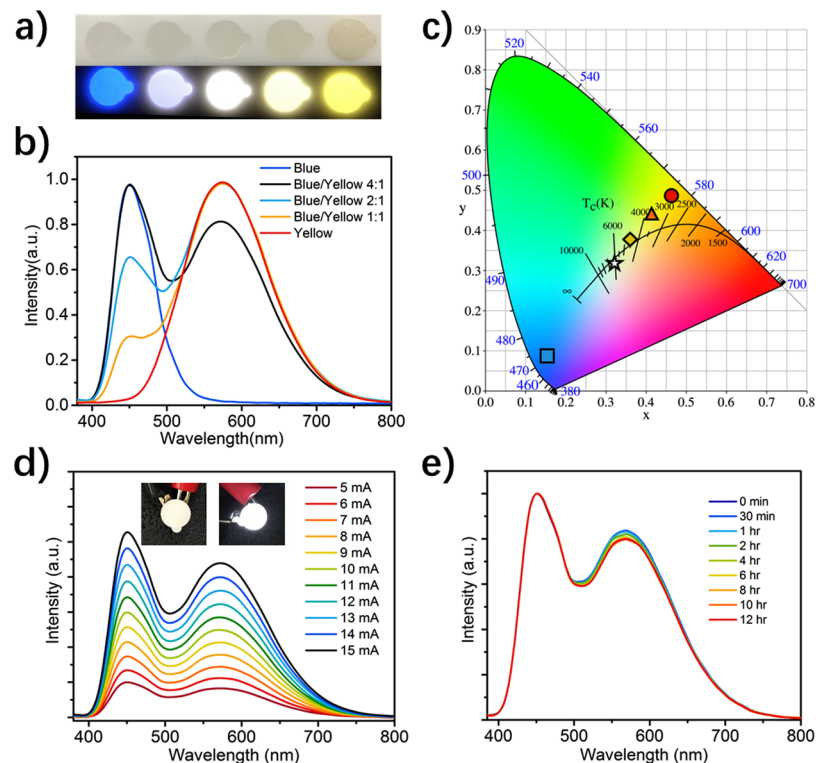 a)
b)
1.0
0.8
0.6
0.4
0.2
0.0
Intensity(a.u.)
Blue
Blue/Yellow 4:1
Blue/Yellow 2:1
Blue/Yellow 1:1
Yellow
400
500
600
700
800
Wavelength(nm)
c)
0.9
0.8
0.7
0.6
0.5
y
0.4
0.3
0.2
0.1
0.0
0.0
0.1
0.2
0.3
0.4
0.5
0.6
0.7
0.8
x
520
540
560
500
580
Tc(K)
4000
3000
2500
6000
600
10000
2000
1500
620
∞
700
490
480
470
460
380
d)
Intensity (a.u.)
5 mA
6 mA
7 mA
8 mA
9 mA
10 mA
11 mA
12 mA
13 mA
14 mA
15 mA
400
500
600
700
800
Wavelength (nm)
e)
Intensity (a.u.)
0 min
30 min
1 hr
2 hr
4 hr
6 hr
8 hr
10 hr
12 hr
400
500
600
700
800
Wavelength (nm)